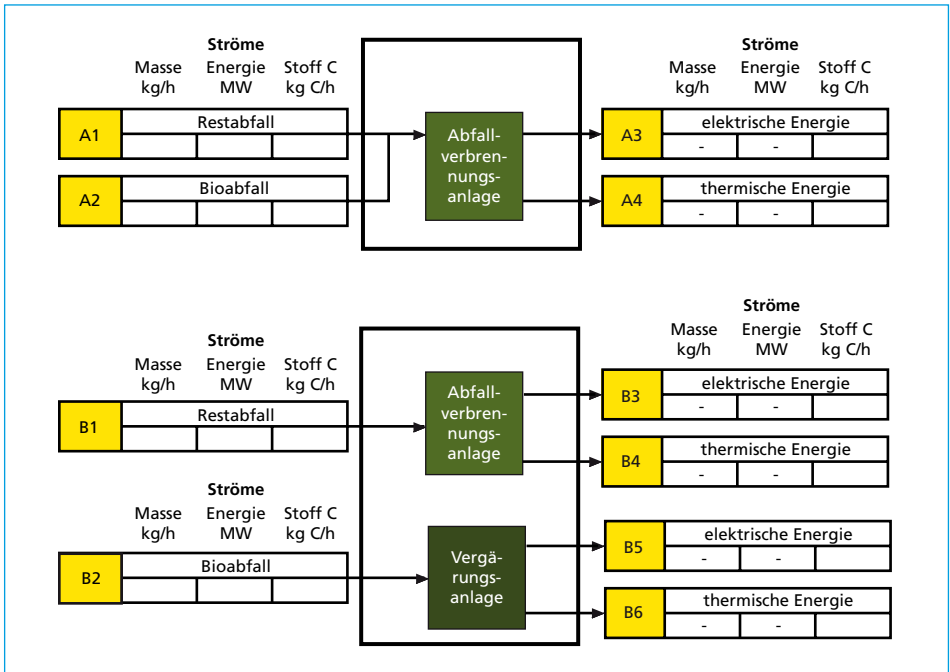 Ströme
Masse Energie Stoff C
kg/h MW kg C/h
A1 Restabfall
A2 Bioabfall
Abfall-
verbren-
nungs-
anlage
Ströme
Masse Energie Stoff C
kg/h MW kg C/h
A3 elektrische Energie
- -
A4 thermische Energie
- -
Ströme
Masse Energie Stoff C
kg/h MW kg C/h
B1 Restabfall
Ströme
Masse Energie Stoff C
kg/h MW kg C/h
B2 Bioabfall
Abfall-
verbren-
nungs-
anlage
Vergä-
rungs-
anlage
Ströme
Masse Energie Stoff C
kg/h MW kg C/h
B3 elektrische Energie
- -
B4 thermische Energie
- -
B5 elektrische Energie
- -
B6 thermische Energie
- -